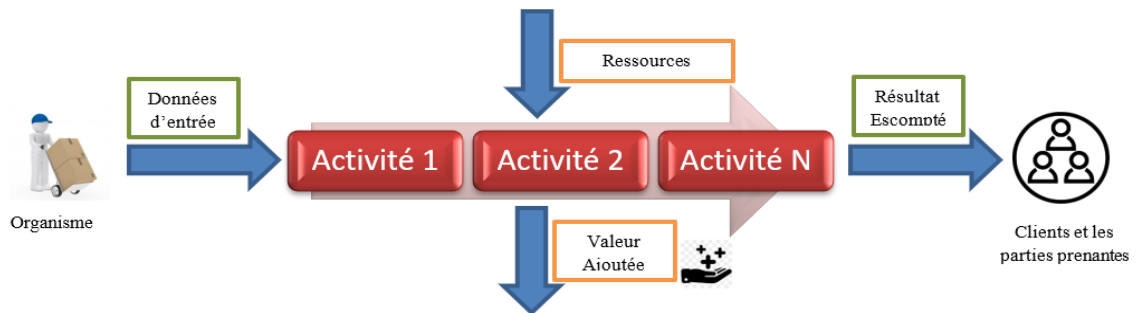 Ressources
Données
d’entrée
Résultat
Escompté
Activité 1
Activité 2
Activité N
Organisme
Clients et les
parties prenantes
Valeur
Ajoutée